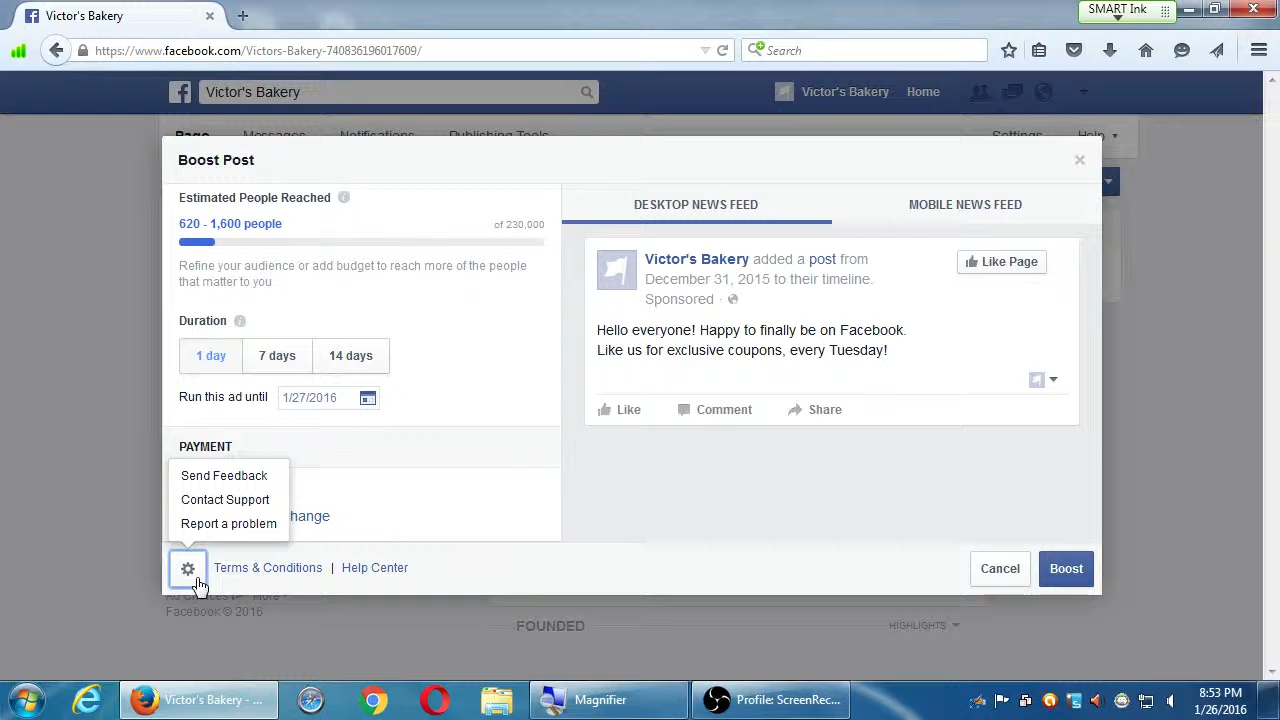 Victor's Bakery
SMART Ink
https://www.facebook.com/Victors-Bakery-740836196017609/
Search
Victor's Bakery
Victor's Bakery
Home
Page
Messages
Notifications
Publishing Tools
Settings
Help
Boost Post
Estimated People Reached
620 - 1,600 people
of 230,000
Refine your audience or add budget to reach more of the people
that matter to you
Duration
1 day
7 days
14 days
Run this ad until
1/27/2016
PAYMENT
Send Feedback
Contact Support
Report a problem
hange
Terms & Conditions | Help Center
DESKTOP NEWS FEED
MOBILE NEWS FEED
Victor's Bakery added a post from
December 31, 2015 to their timeline.
Sponsored ·
Like Page
Hello everyone! Happy to finally be on Facebook.
Like us for exclusive coupons, every Tuesday!
Like
Comment
Share
Cancel
Boost
Ad Choices
More
Facebook © 2016
FOUNDED
HIGHLIGHTS
Victor's Bakery - ...
Magnifier
Profile: ScreenRec...
8:53 PM
1/26/2016